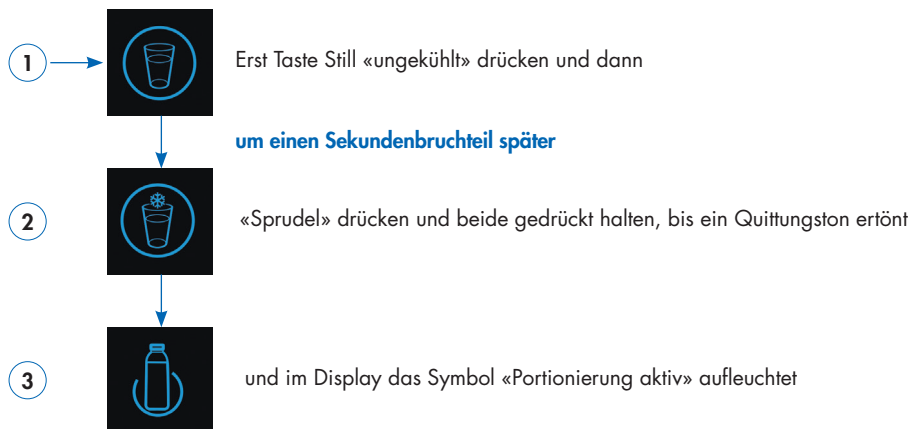 1
Erst Taste Still «ungekühlt» drücken und dann
um einen Sekundenbruchteil später
2
«Sprudel» drücken und beide gedrückt halten, bis ein Quittungston ertönt
3
und im Display das Symbol «Portionierung aktiv» aufleuchtet